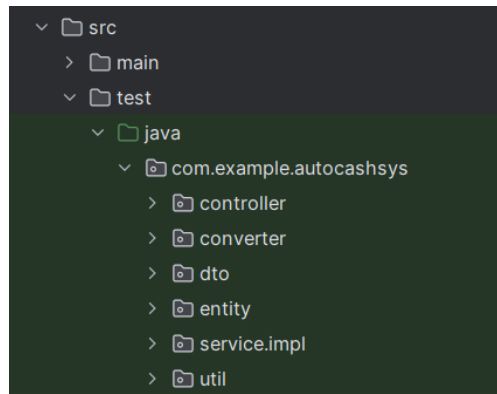 src
main
test
java
com.example.autocashsys
controller
converter
dto
entity
service.impl
util